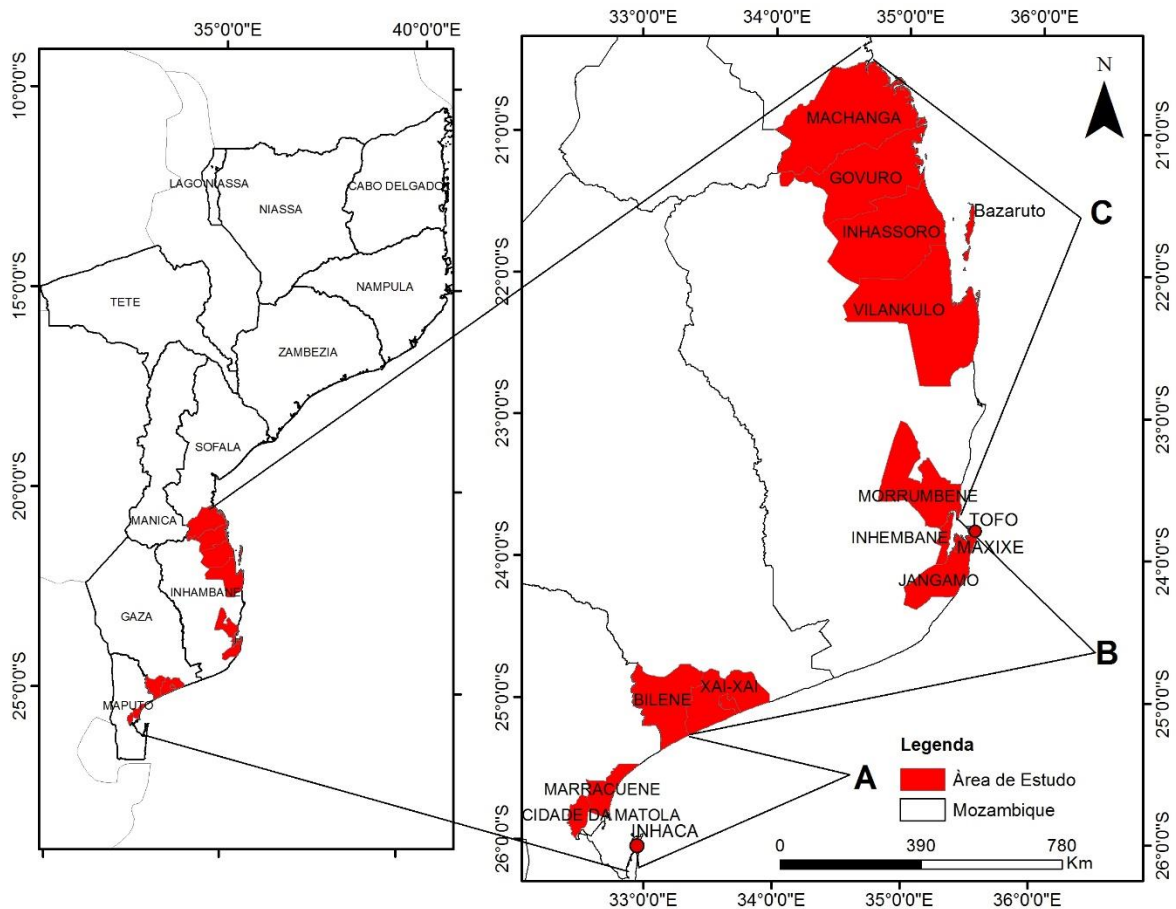 35°0'0"S
40°0'0"S
10°0'0"S
15°0'0"S
20°0'0"S
25°0'0"S
LAGO NIASSA
NIASSA
CABO DELGADO
NAMPULA
TETE
ZAMBEZIA
SOFALA
MANICA
INHAMBANE
GAZA
MAPUTO
33°0'0"E
34°0'0"E
35°0'0"E
36°0'0"E
21°0'0"S
22°0'0"S
23°0'0"S
24°0'0"S
25°0'0"S
26°0'0"S
N
MACHANGA
GOVURO
C
Bazaruto
INHASSORO
VILANKULO
MORRUMBENE
TOFO
INHEMBANE
MAXIXE
JANGAMO
B
XAI-XAI
BILENE
A
MARRACUENE
CIDADE DA MATOLA
INHACA
Legenda
Àrea de Estudo
Mozambique
0 390 780
Km
21°0'0"S
22°0'0"S
23°0'0"S
24°0'0"S
25°0'0"S
26°0'0"S
33°0'0"E
34°0'0"E
35°0'0"E
36°0'0"E